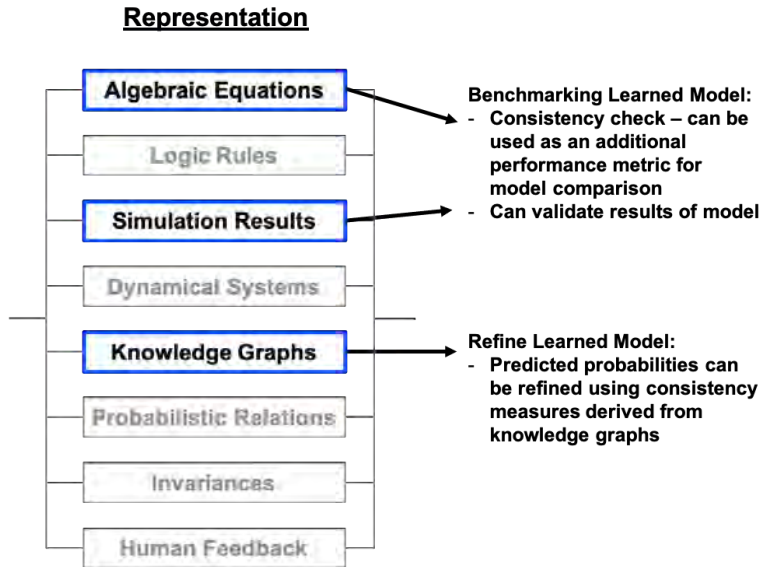 Representation
Algebraic Equations
Logic Rules
Simulation Results
Dynamical Systems
Knowledge Graphs
Probabilistic Relations
Invariances
Human Feedback
Benchmarking Learned Model:
- Consistency check – can be
used as an additional
performance metric for
model comparison
- Can validate results of model
Refine Learned Model:
- Predicted probabilities can
be refined using consistency
measures derived from
knowledge graphs